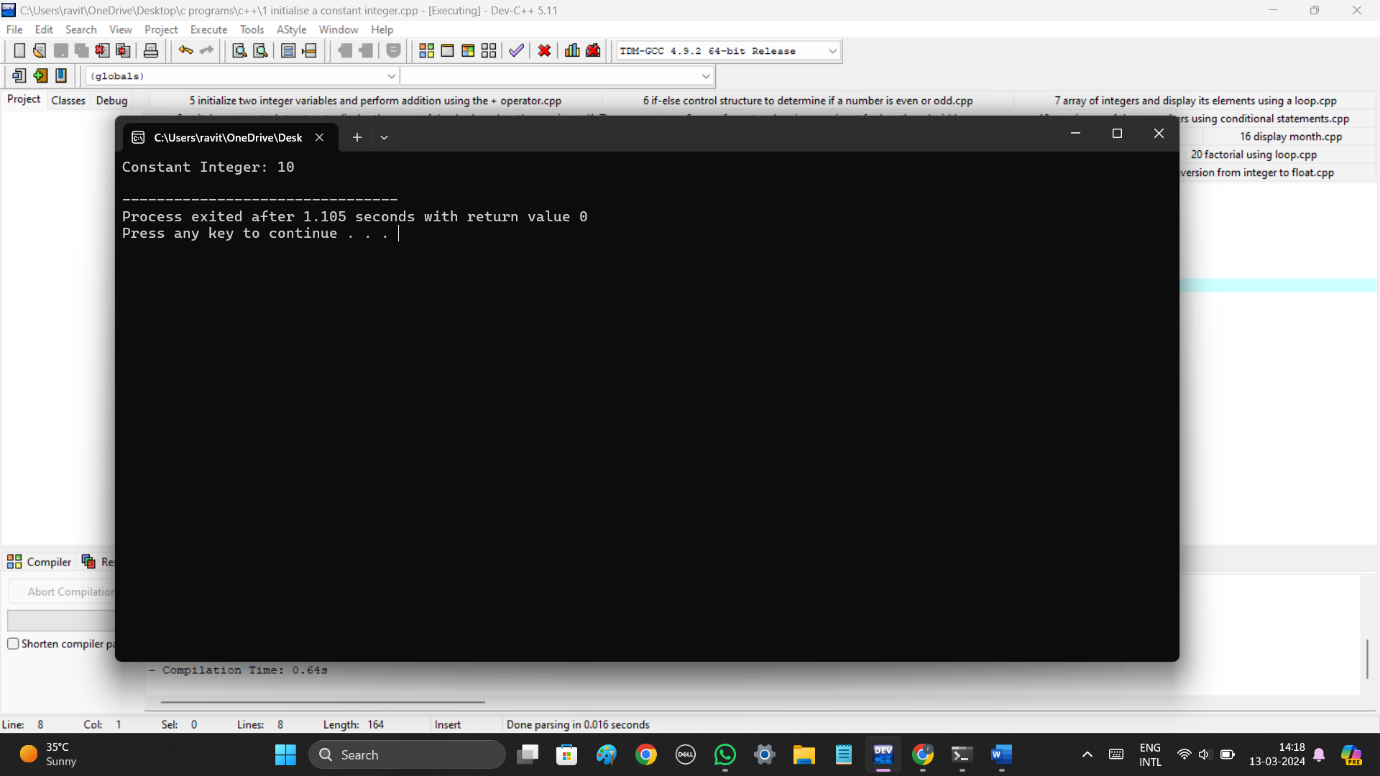 C:\Users\ravit\OneDrive\Desktop\c programs\c++\1 initialise a constant integer.cpp - [Executing] - Dev-C++ 5.11
File Edit Search View Project Execute Tools AStyle Window Help
TDM-GCC 4.9.2 64-bit Release
(globals)
Project Classes Debug
5 initialize two integer variables and perform addition using the + operator.cpp 6 if-else control structure to determine if a number is even or odd.cpp 7 array of integers and display its elements using a loop.cpp
using conditional statements.cpp
16 display month.cpp
20 factorial using loop.cpp
from integer to float.cpp
C:\Users\ravit\OneDrive\Desk
Constant Integer: 10
--------------------------------
Process exited after 1.105 seconds with return value 0
Press any key to continue . . .
Compiler
Abort Compilation
Shorten compiler
- Compilation Time: 0.64s
Line: 8 Col: 1 Sel: 0 Lines: 8 Length: 164 Insert Done parsing in 0.016 seconds
35°C
Sunny
Search
DELL
DEV
ENG
INTL
14:18
13-03-2024
PRE